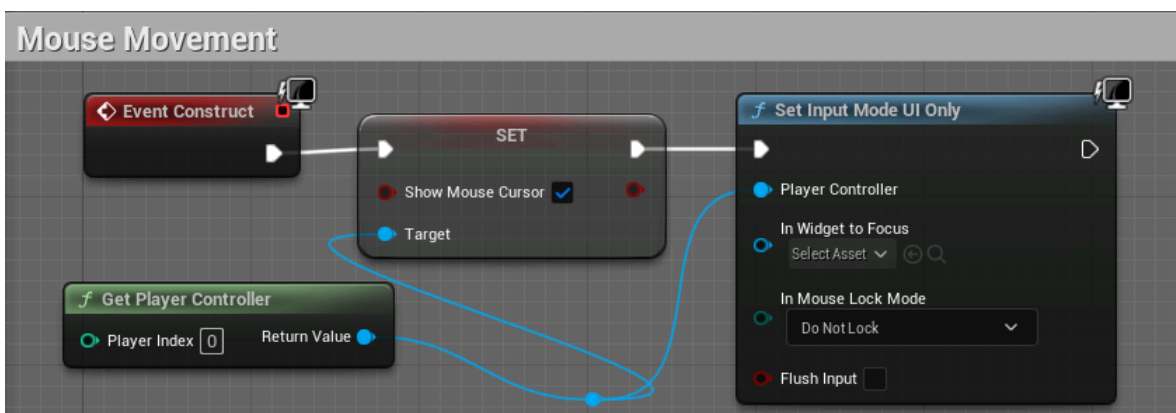 Mouse Movement
Event Construct
SET
Show Mouse Cursor
Target
f Get Player Controller
Player Index 0 Return Value
f Set Input Mode UI Only
Player Controller
In Widget to Focus
Select Asset
In Mouse Lock Mode
Do Not Lock
Flush Input